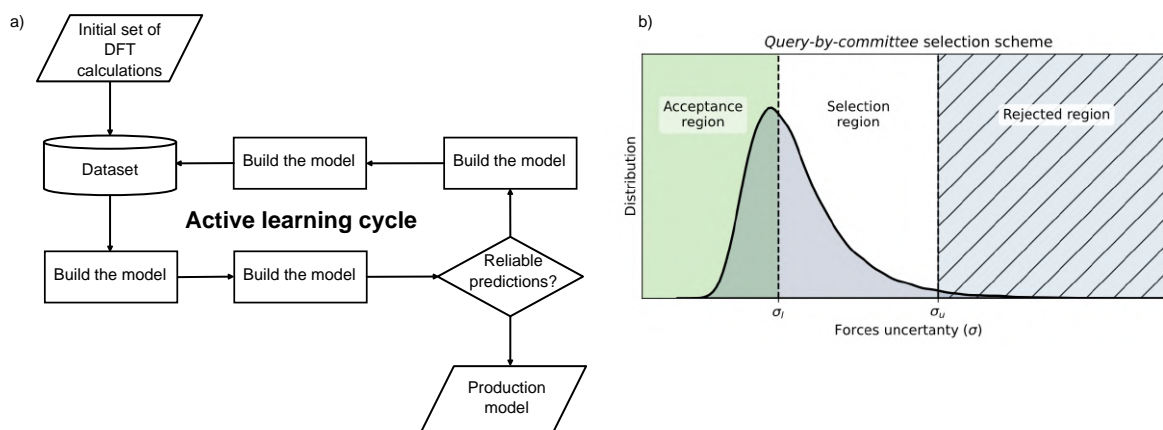 a)
Initial set of
DFT
calculations
Dataset
Build the model
Build the model
Active learning cycle
Build the model
Build the model
Reliable
predictions?
Production
model
b)
Query-by-committee selection scheme
Acceptance
region
Selection
region
Rejected region
Distribution
σl
σu
Forces uncertanty (σ)